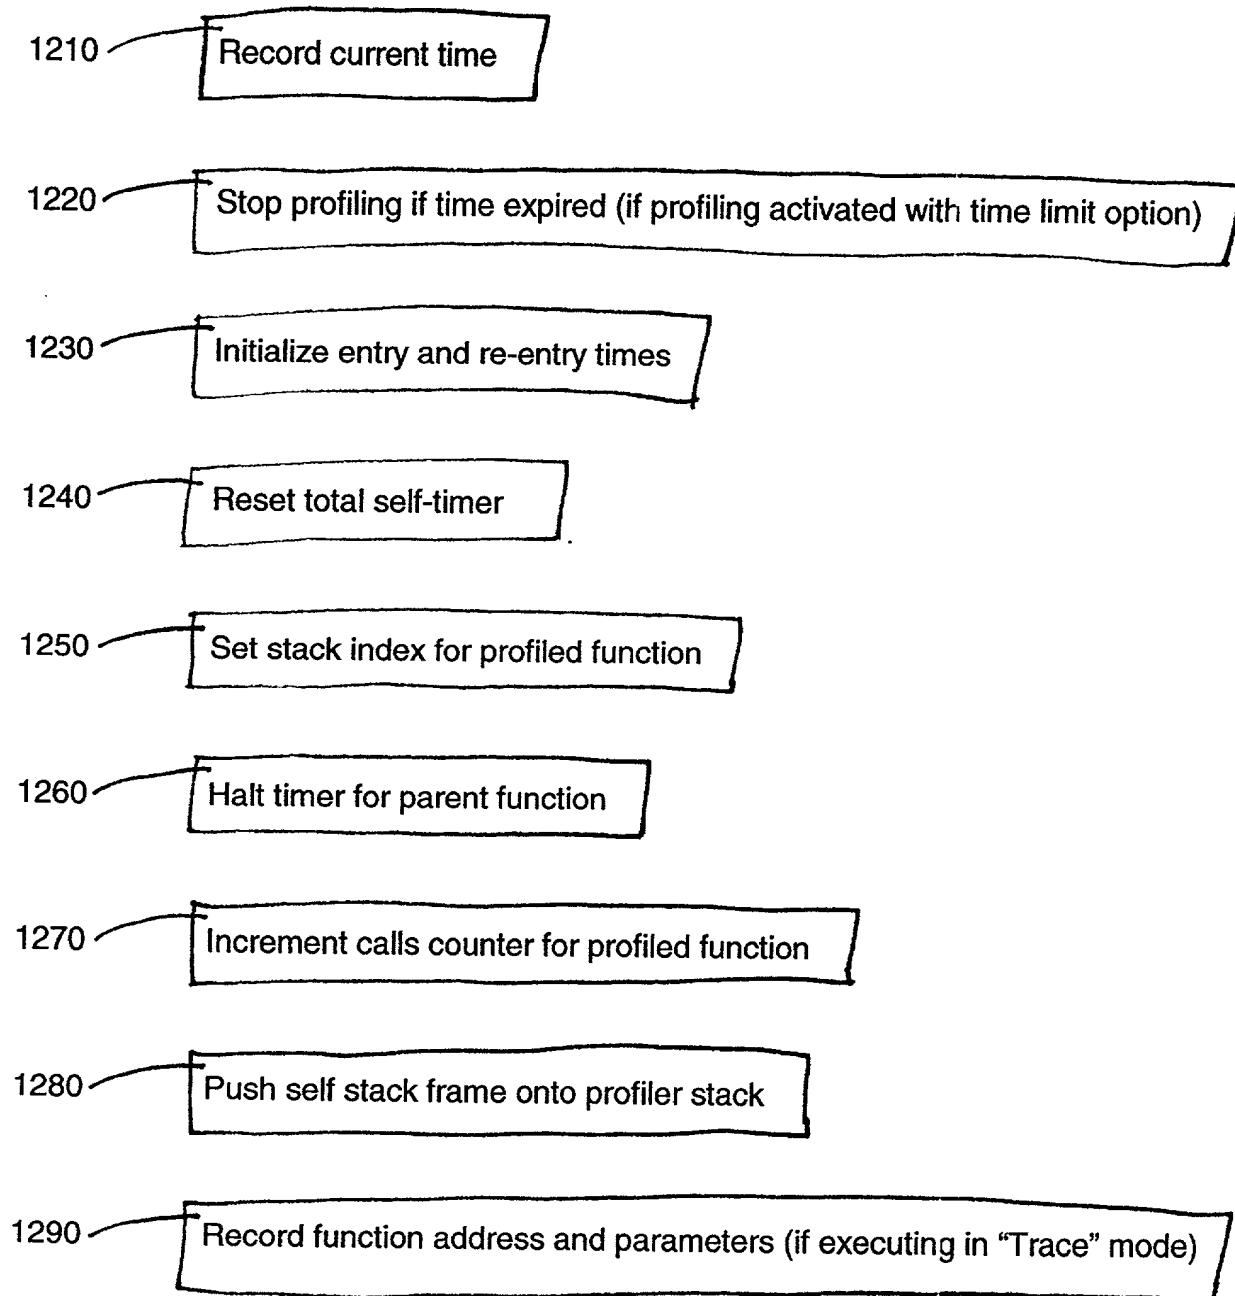 1210 Record current time
1220 Stop profiling if time expired (if profiling activated with time limit option)
1230 Initialize entry and re-entry times
1240 Reset total self-timer
1250 Set stack index for profiled function
1260 Halt timer for parent function
1270 Increment calls counter for profiled function
1280 Push self stack frame onto profiler stack
1290 Record function address and parameters (if executing in “Trace” mode)